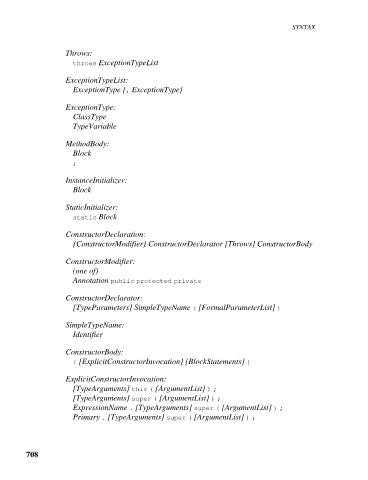 SYNTAX
Throws:
throws ExceptionTypeList
ExceptionTypeList:
ExceptionType {, ExceptionType}
ExceptionType:
ClassType
TypeVariable
MethodBody:
Block
;
InstanceInitializer:
Block
StaticInitializer:
static Block
ConstructorDeclaration:
{ConstructorModifier} ConstructorDeclarator [Throws] ConstructorBody
ConstructorModifier:
(one of)
Annotation public protected private
ConstructorDeclarator:
[TypeParameters] SimpleTypeName ( [FormalParameterList] )
SimpleTypeName:
Identifier
ConstructorBody:
{ [ExplicitConstructorInvocation] [BlockStatements] }
ExplicitConstructorInvocation:
[TypeArguments] this ( [ArgumentList] ) ;
[TypeArguments] super ( [ArgumentList] ) ;
ExpressionName . [TypeArguments] super ( [ArgumentList] ) ;
Primary . [TypeArguments] super ( [ArgumentList] ) ;
708